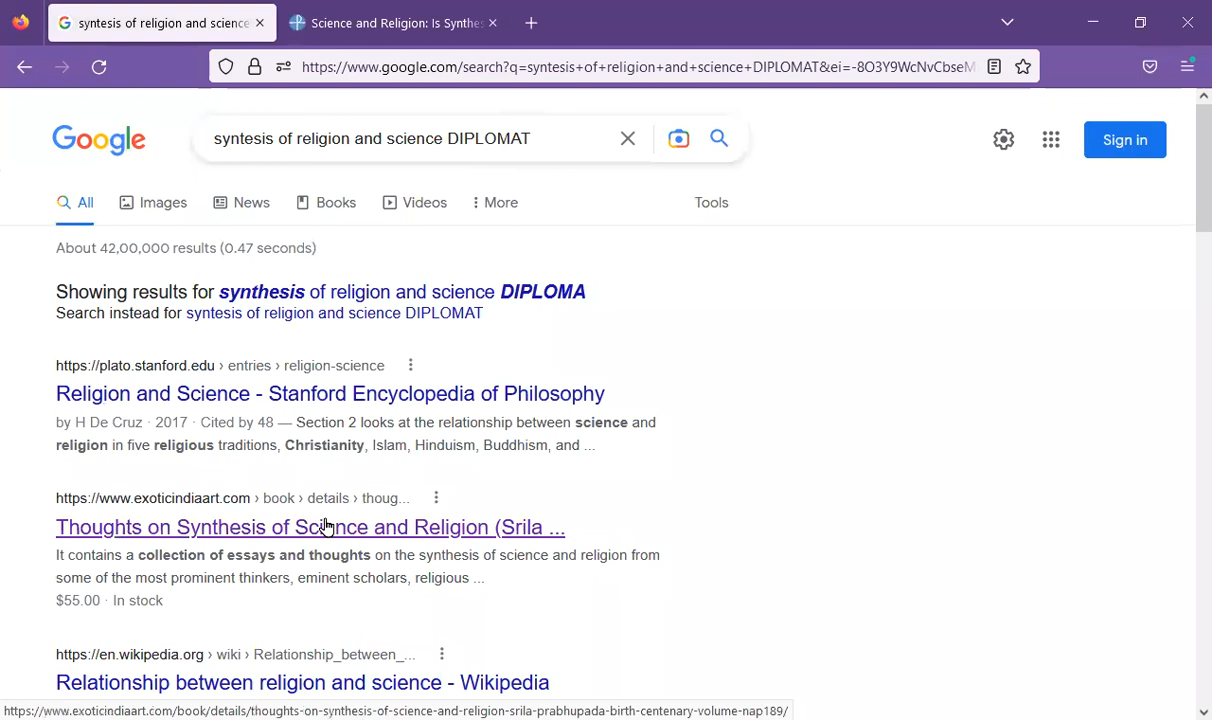 syntesis of religion and science
Science and Religion: Is Synthes
https://www.google.com/search?q=syntesis+of+religion+and+science+DIPLOMAT&ei=-8O3Y9WcNvCbseM
Google
syntesis of religion and science DIPLOMAT
Sign in
All
Images
News
Books
Videos
More
Tools
About 42,00,000 results (0.47 seconds)
Showing results for synthesis of religion and science DIPLOMA
Search instead for syntesis of religion and science DIPLOMAT
https://plato.stanford.edu › entries › religion-science
Religion and Science - Stanford Encyclopedia of Philosophy
by H De Cruz · 2017 · Cited by 48 — Section 2 looks at the relationship between science and
religion in five religious traditions, Christianity, Islam, Hinduism, Buddhism, and ...
https://www.exoticindiaart.com › book › details › thoug...
Thoughts on Synthesis of Science and Religion (Srila ...
It contains a collection of essays and thoughts on the synthesis of science and religion from
some of the most prominent thinkers, eminent scholars, religious ...
$55.00 · In stock
https://en.wikipedia.org › wiki › Relationship_between_...
Relationship between religion and science - Wikipedia
https://www.exoticindiaart.com/book/details/thoughts-on-synthesis-of-science-and-religion-srila-prabhupada-birth-centenary-volume-nap189/